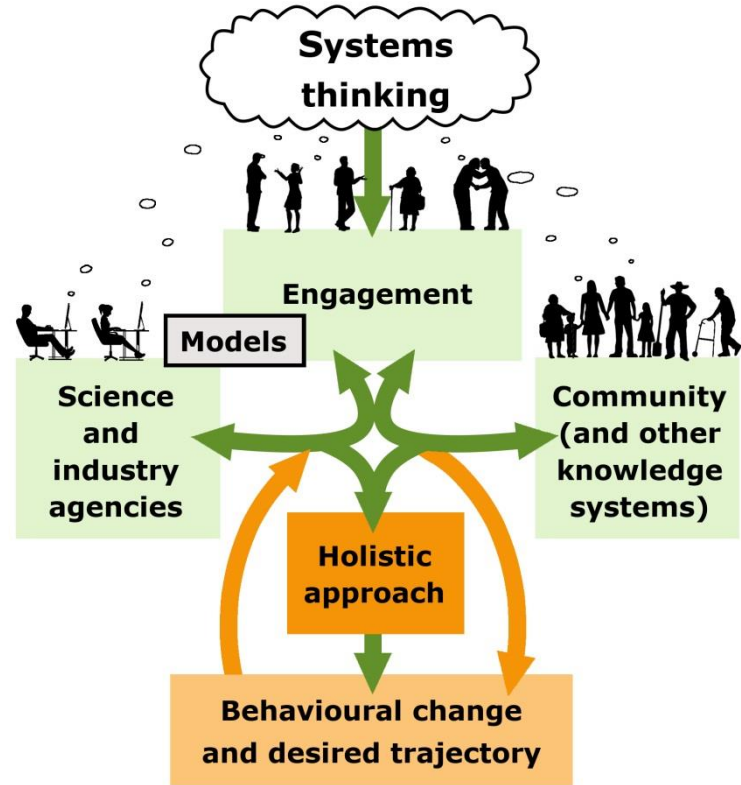 Systems
thinking
Engagement
Models
Science
and
industry
agencies
Community
(and other
knowledge
systems)
Holistic
approach
Behavioural change
and desired trajectory